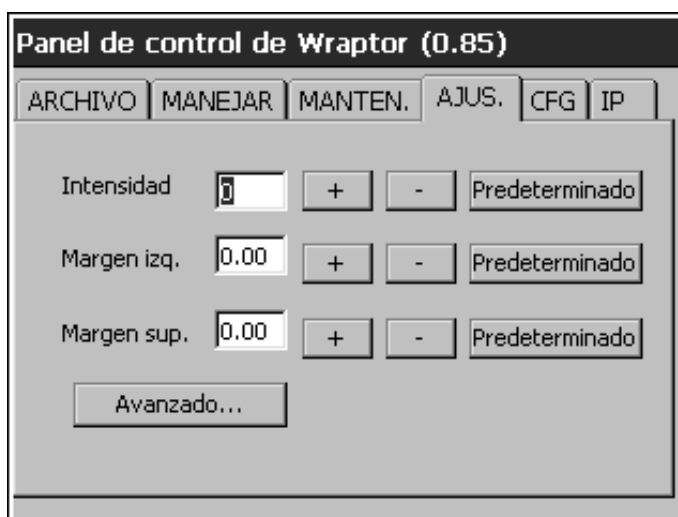 Panel de control de Wraptor (0.85)
ARCHIVO MANEJAR MANTEN. AJUS. CFG IP
Intensidad 0 + - Predeterminado
Margen izq. 0.00 + - Predeterminado
Margen sup. 0.00 + - Predeterminado
Avanzado...